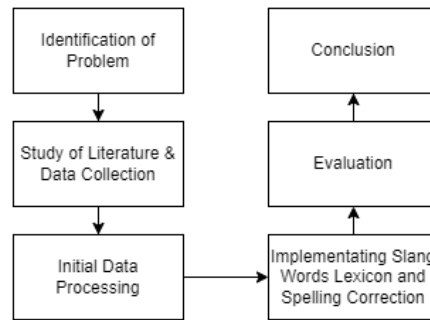 Identification of
Problem
Study of Literature &
Data Collection
Initial Data
Processing
Implementating Slang
Words Lexicon and
Spelling Correction
Evaluation
Conclusion